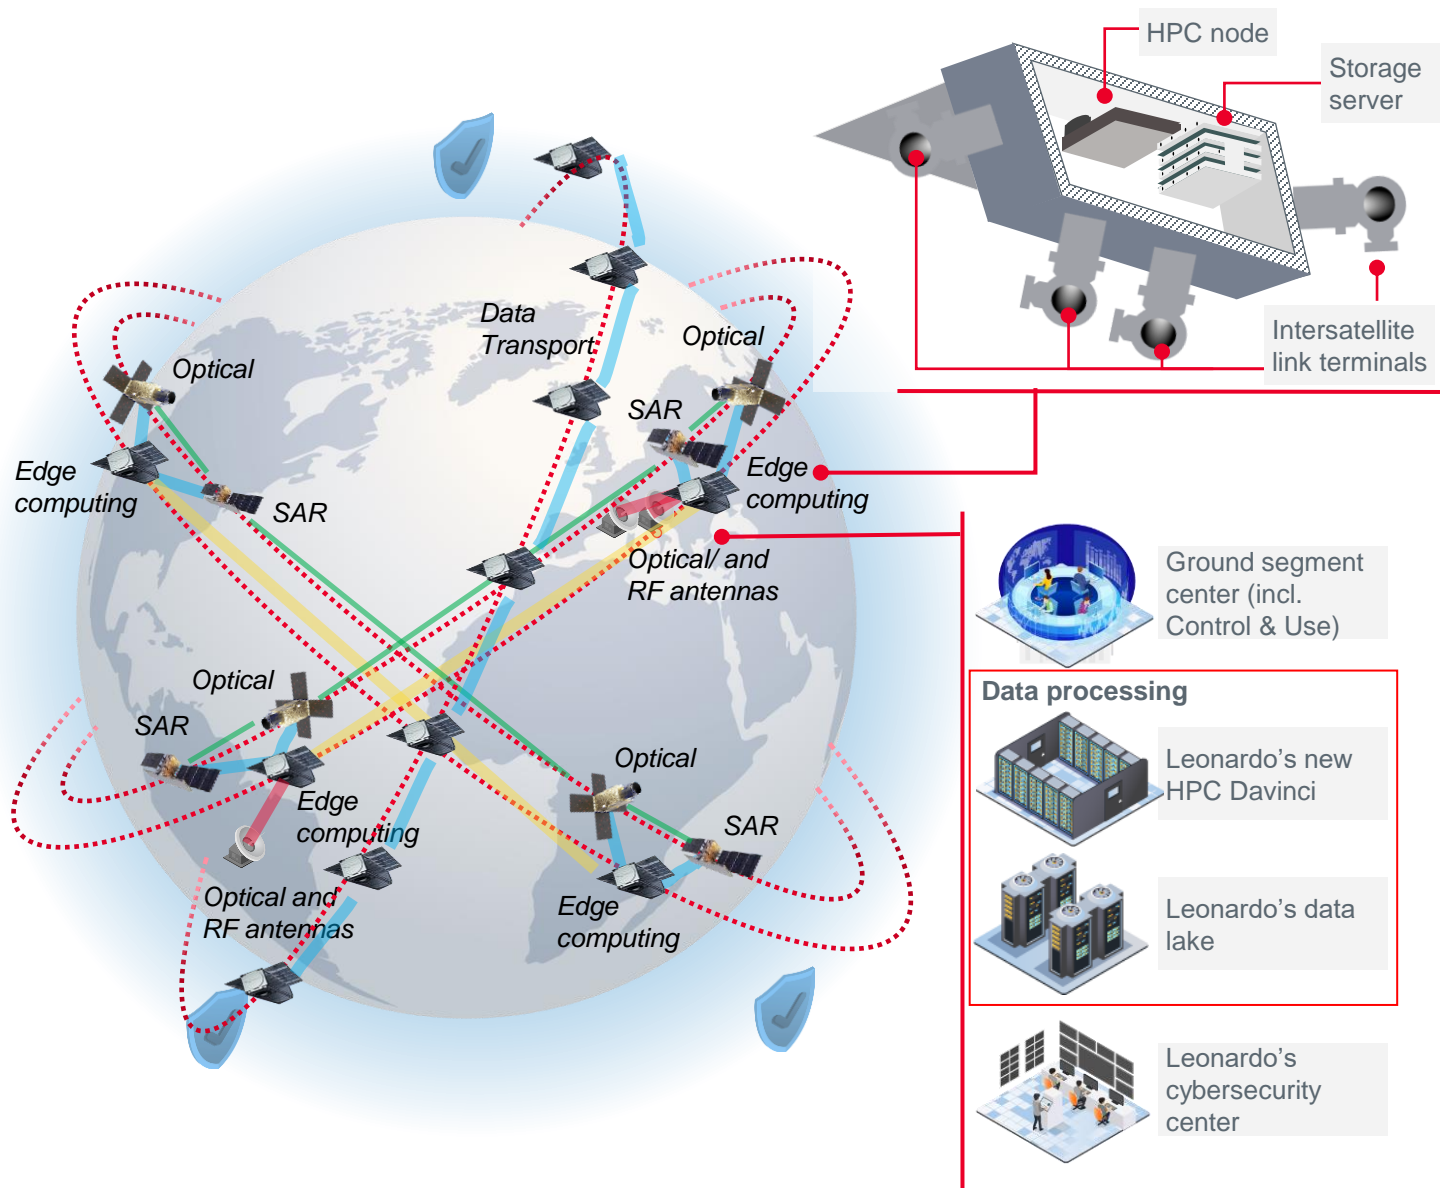 HPC node
Storage
server
Intersatellite
link terminals
Data
Transport
Optical
Optical
SAR
Edge
computing
SAR
Edge
computing
Optical/ and
RF antennas
Optical
SAR
Edge
computing
Optical and
RF antennas
Optical
SAR
Edge
computing
Ground segment
center (incl.
Control & Use)
Data processing
Leonardo’s new
HPC Davinci
Leonardo’s data
lake
Leonardo’s
cybersecurity
center